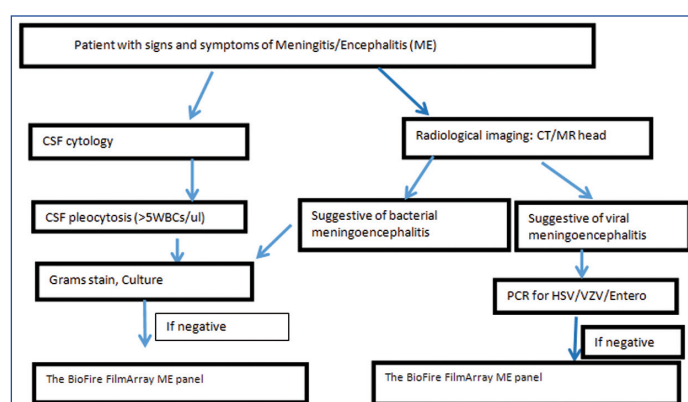 Patient with signs and symptoms of Meningitis/Encephalitis (ME)
CSF cytology
Radiological imaging: CT/MR head
CSF pleocytosis (>5WBCs/ul)
Suggestive of bacterial
meningoencephalitis
Suggestive of viral
meningoencephalitis
Grams stain, Culture
PCR for HSV/VZV/Entero
If negative
If negative
The BioFire FilmArray ME panel
The BioFire FilmArray ME panel